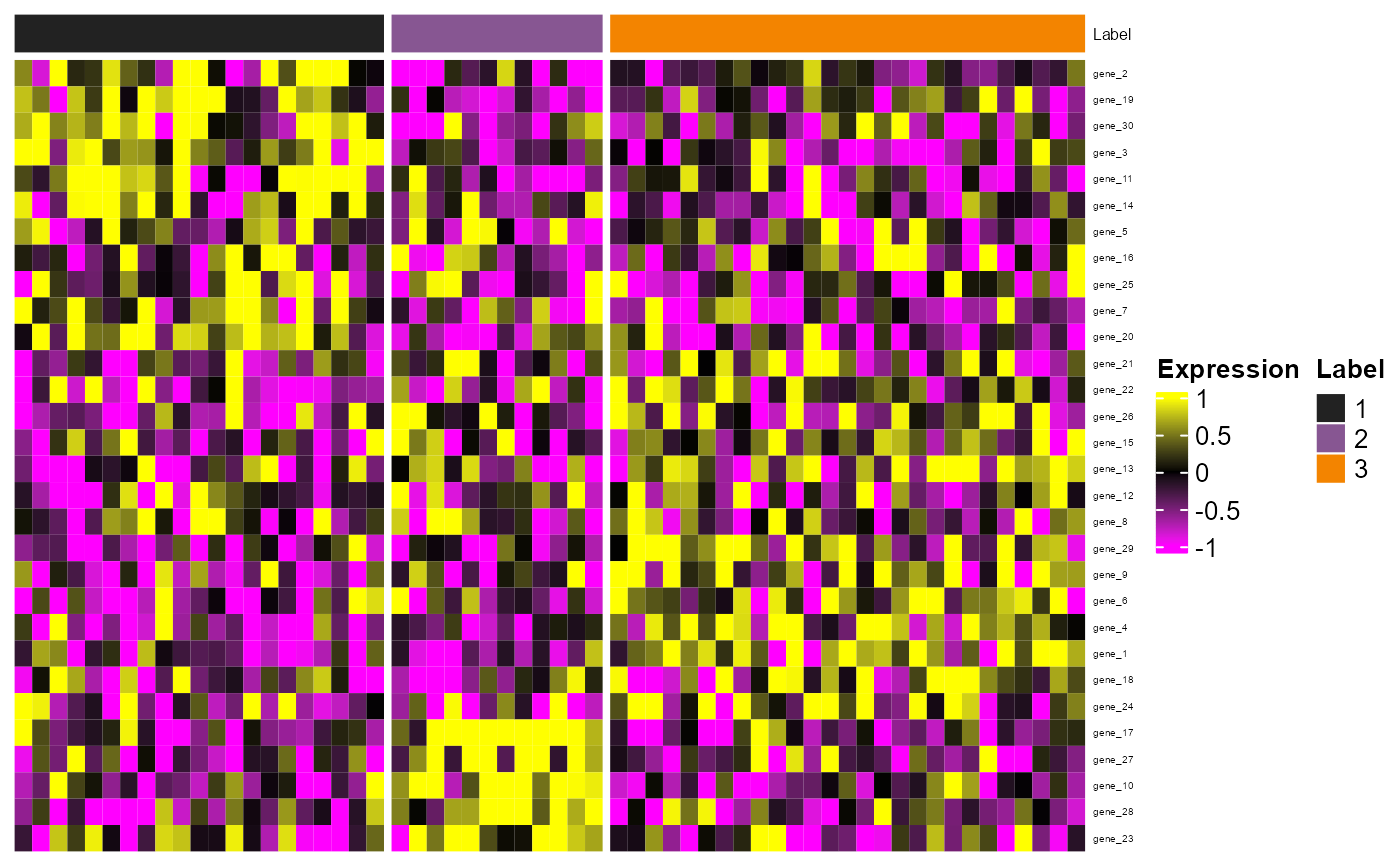 Label
gene_2
gene_19
gene_30
gene_3
gene_11
gene_14
gene_5
gene_16
gene_25
gene_7
gene_20
gene_21
gene_22
gene_26
gene_15
gene_13
gene_12
gene_8
gene_29
gene_9
gene_6
gene_4
gene_1
gene_18
gene_24
gene_17
gene_27
gene_10
gene_28
gene_23
Expression
1
0.5
0
-0.5
-1
Label
1
2
3